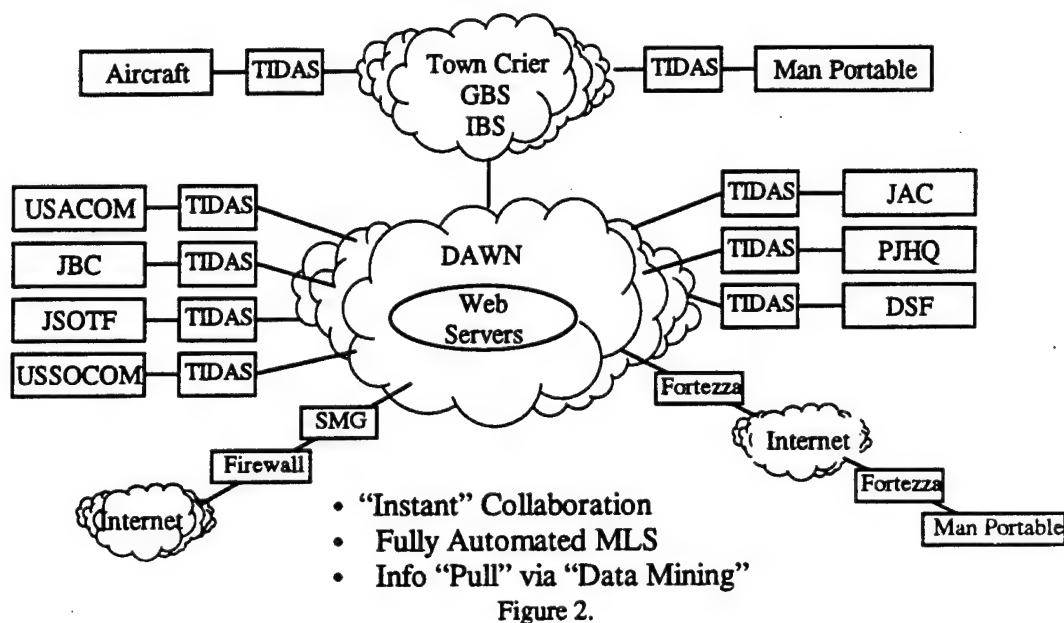 Aircraft
TIDAS
Town Crier
GBS
IBS
TIDAS
Man Portable
USACOM
TIDAS
JBC
TIDAS
JSOTF
TIDAS
USSOCOM
TIDAS
DAWN
Web
Servers
TIDAS
JAC
TIDAS
PJHQ
TIDAS
DSF
SMG
Firewall
Internet
Fortezza
Internet
Fortezza
Man Portable
• "Instant" Collaboration
• Fully Automated MLS
• Info "Pull" via "Data Mining"
Figure 2.